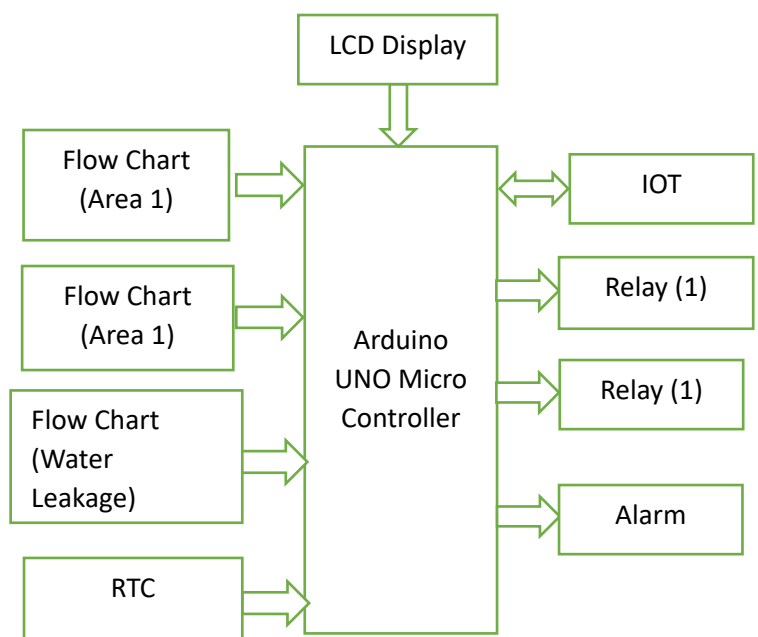 LCD Display
Flow Chart
(Area 1)
IOT
Flow Chart
(Area 1)
Relay (1)
Arduino
UNO Micro
Controller
Relay (1)
Flow Chart
(Water
Leakage)
Alarm
RTC